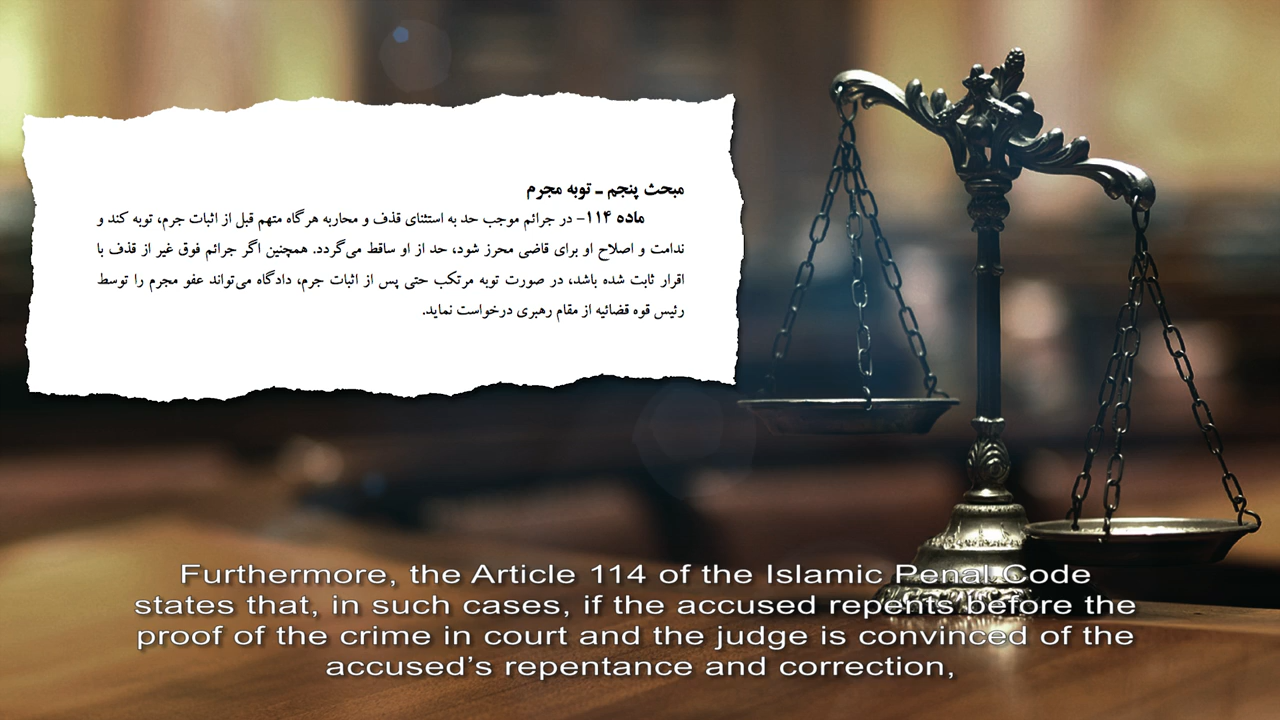 مبحث پنجم ـ توبه مجرم
ماده ۱۱۴- در جرائم موجب حد به استثنای قذف و محاربه هرگاه متهم قبل از اثبات جرم، توبه کند و
ندامت و اصلاح او برای قاضی محرز شود، حد از او ساقط می‌گردد. همچنین اگر جرائم فوق غیر از قذف با
اقرار ثابت شده باشد، در صورت توبه مرتکب حتی پس از اثبات جرم، دادگاه می‌تواند عفو مجرم را توسط
رئیس قوه قضائیه از مقام رهبری درخواست نماید.
Furthermore, the Article 114 of the Islamic Penal Code
states that, in such cases, if the accused repents before the
proof of the crime in court and the judge is convinced of the
accused’s repentance and correction,